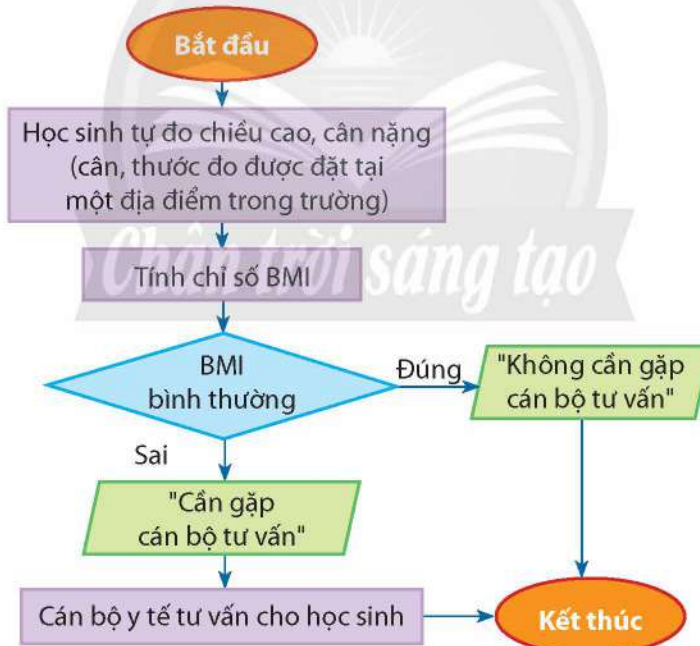 Bắt đầu
Học sinh tự đo chiều cao, cân nặng
(cân, thước đo được đặt tại
một địa điểm trong trường)
Chân trời sáng tạo
Tính chỉ số BMI
BMI
bình thường
Đúng
"Không cần gặp
cán bộ tư vấn"
Sai
"Cần gặp
cán bộ tư vấn"
Cán bộ y tế tư vấn cho học sinh
Kết thúc